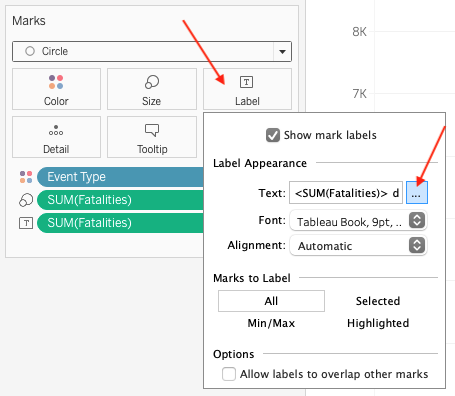 Marks
Circle
Color
Size
Label
Detail
Tooltip
Event Type
SUM(Fatalities)
SUM(Fatalities)
8K
7K
Show mark labels
Label Appearance
Text: <SUM(Fatalities)> d ...
Font: Tableau Book, 9pt, ..
Alignment: Automatic
Marks to Label
All Selected
Min/Max Highlighted
Options
Allow labels to overlap other marks